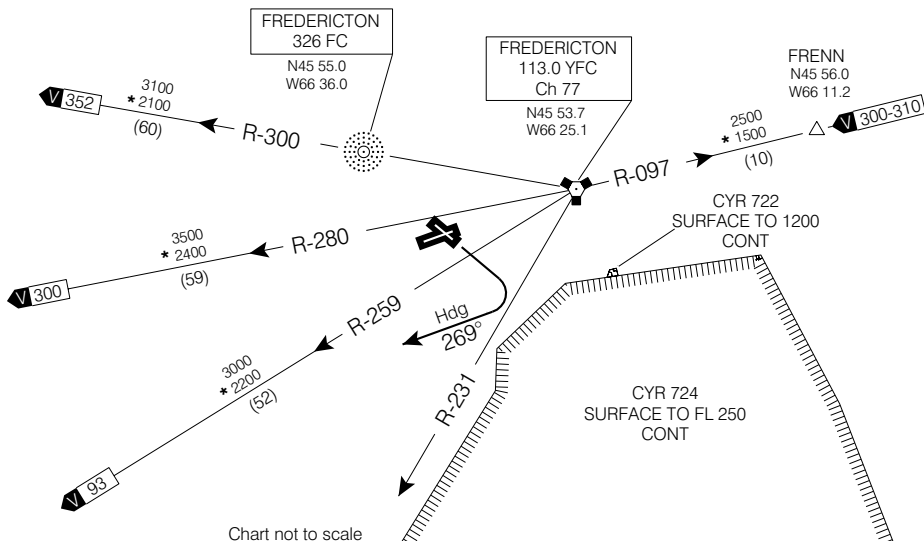 FREDERICTON
326 FC
N45 55.0
W66 36.0
FREDERICTON
113.0 YFC
Ch 77
N45 53.7
W66 25.1
FRENN
N45 56.0
W66 11.2
V 352
3100
* 2100
(60)
R-300
2500
* 1500
(10)
V 300-310
R-097
CYR 722
SURFACE TO 1200
CONT
V 300
3500
* 2400
(59)
R-280
R-259
Hdg
269°
R-231
3000
* 2200
(52)
V 93
CYR 724
SURFACE TO FL 250
CONT
Chart not to scale